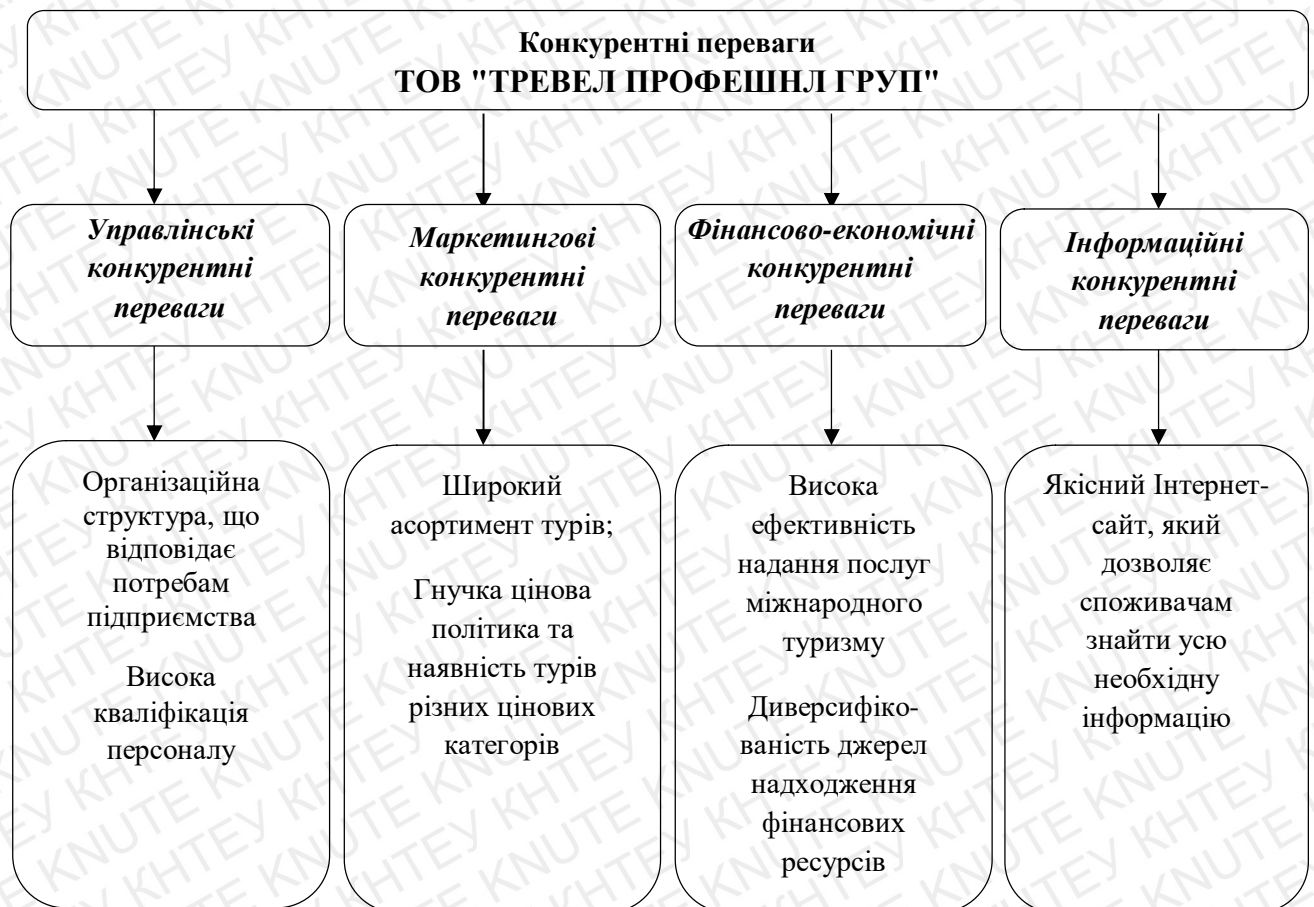 Конкурентні переваги
ТОВ "ТРЕВЕЛ ПРОФЕШНЛ ГРУП"
Управлінські
конкурентні
переваги
Маркетингові
конкурентні
переваги
Фінансово-економічні
конкурентні
переваги
Інформаційні
конкурентні
переваги
Організаційна
структура, що
відповідає
потребам
підприємства
Висока
кваліфікація
персоналу
Широкий
асортимент турів;
Гнучка цінова
політика та
наявність турів
різних цінових
категорів
Висока
ефективність
надання послуг
міжнародного
туризму
Диверсифіко-
ваність джерел
надходження
фінансових
ресурсів
Якісний Інтернет-
сайт, який
дозволяє
споживачам
знайти усю
необхідну
інформацію